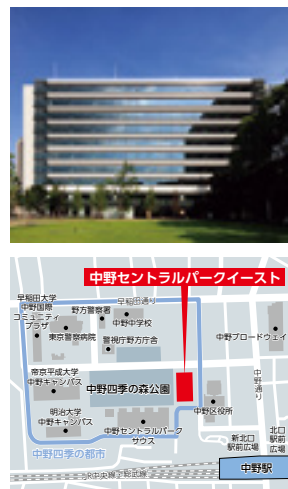 中野セントラルパークイースト
早稲田大学
中野国際
コミュニティ
プラザ
野方警察署
早稲田通り
中野中学校
東京警察病院
警視庁野方庁舎
中野ブロードウェイ
帝京平成大学
中野キャンパス
中野四季の森公園
中野通り
明治大学
中野キャンパス
中野セントラルパーク
サウス
中野区役所
新北口
駅前広場
北口
駅前
広場
中野四季の都市
JR中央線・総武線
中野駅